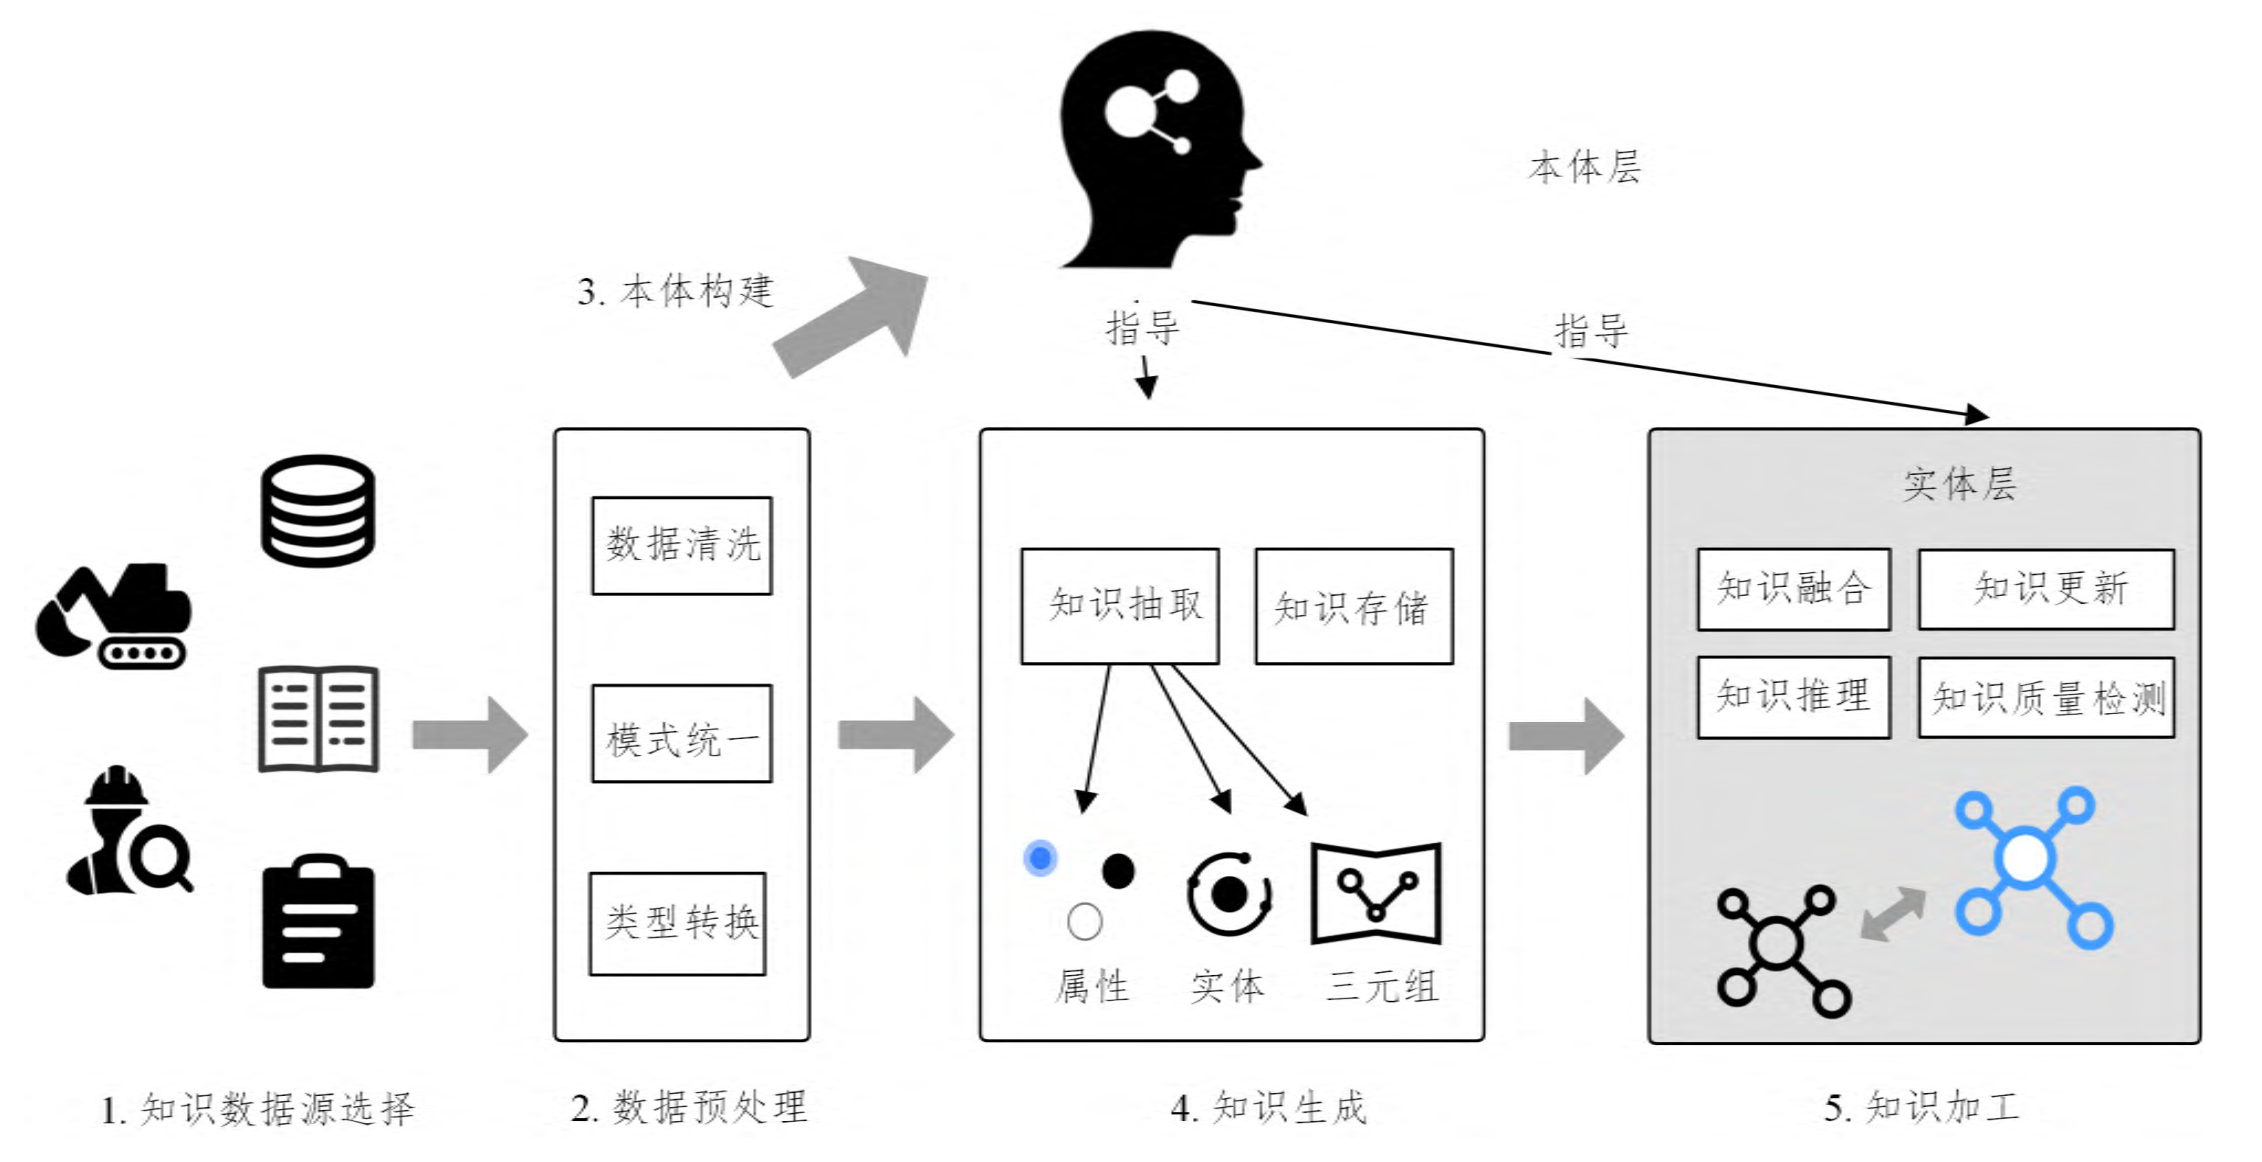 本体层
3. 本体构建
指导
指导
实体层
数据清洗
模式统一
类型转换
知识抽取
知识存储
属性
实体
三元组
知识融合
知识更新
知识推理
知识质量检测
1. 知识数据源选择
2. 数据预处理
4. 知识生成
5. 知识加工